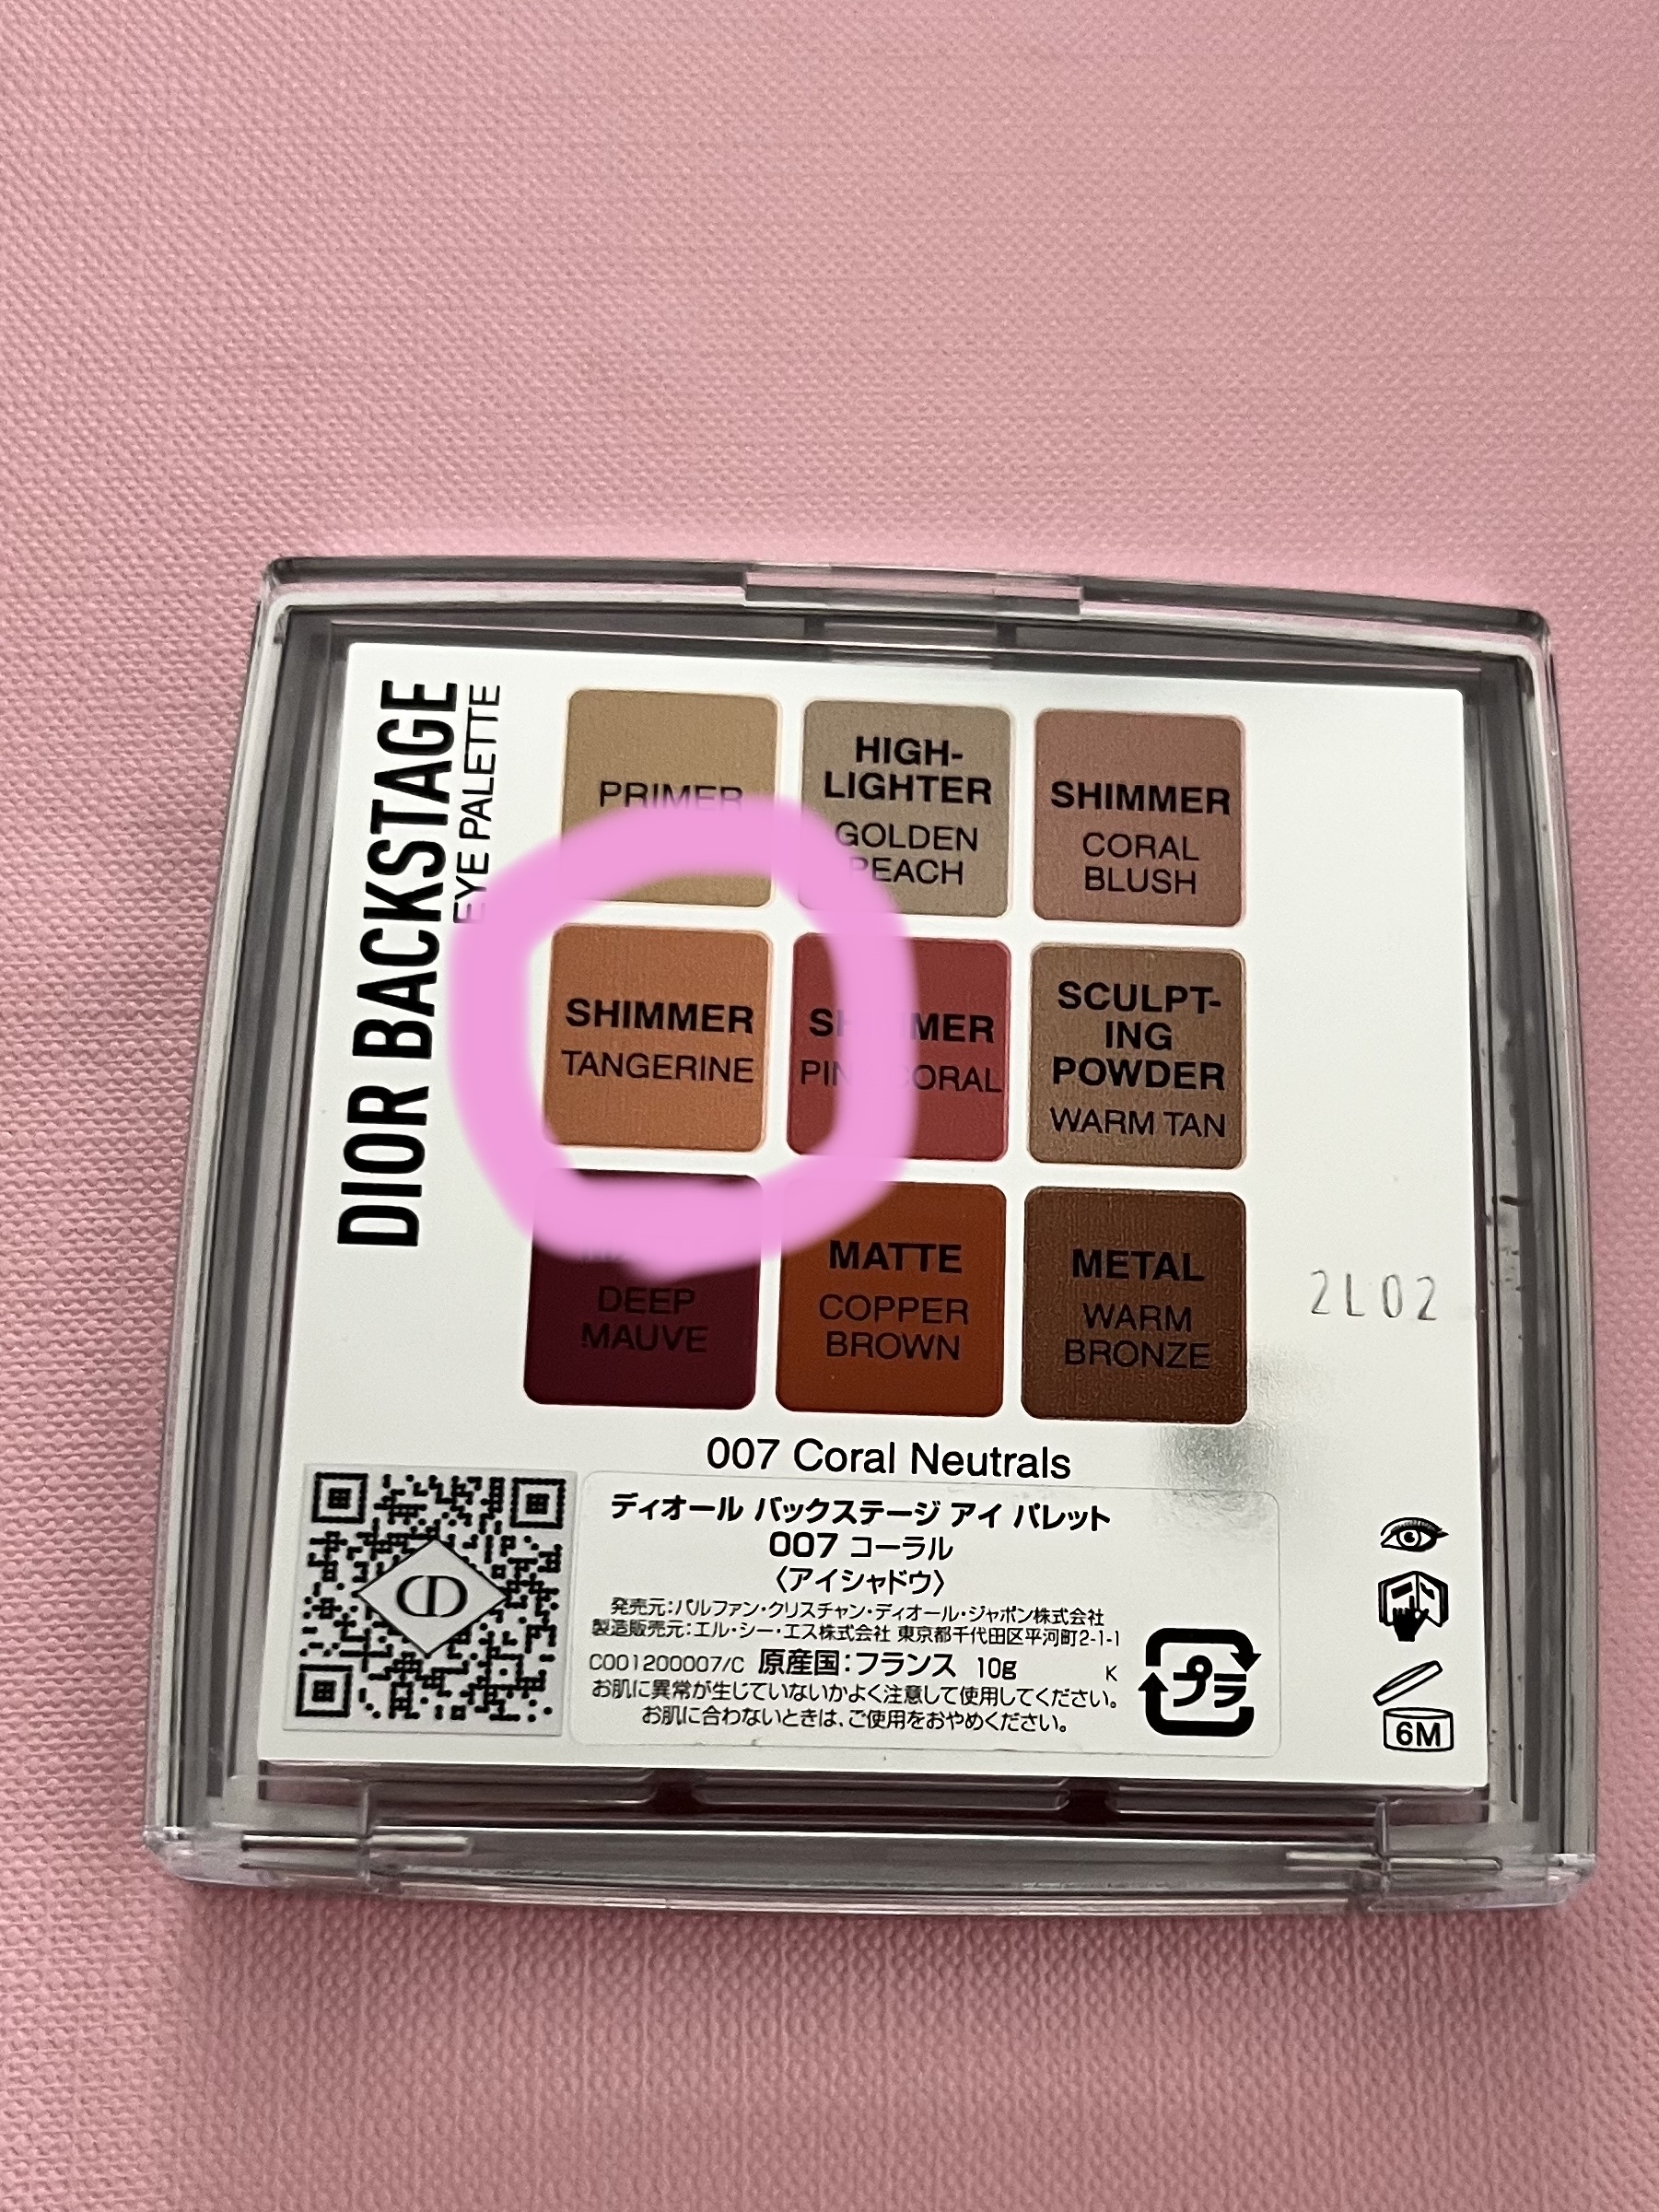 DIOR BACKSTAGE
EYE PALETTE
PRIMER
HIGH-
LIGHTER
GOLDEN
PEACH
SHIMMER
CORAL
BLUSH
SHIMMER
TANGERINE
SHIMMER
PINK CORAL
SCULPT-
ING
POWDER
WARM TAN
DEEP
MAUVE
MATTE
COPPER
BROWN
METAL
WARM
BRONZE
2L02
007 Coral Neutrals
ディオール バックステージ アイ パレット
007 コーラル
〈アイシャドウ〉
発売元:パルファン・クリスチャン・ディオール・ジャポン株式会社
製造販売元:エル・シー・エス株式会社 東京都千代田区平河町2-1-1
C001200007/C 原産国:フランス 10g K
お肌に異常が生じていないかよく注意して使用してください。
お肌に合わないときは、ご使用をおやめください。
プラ
6M
CD